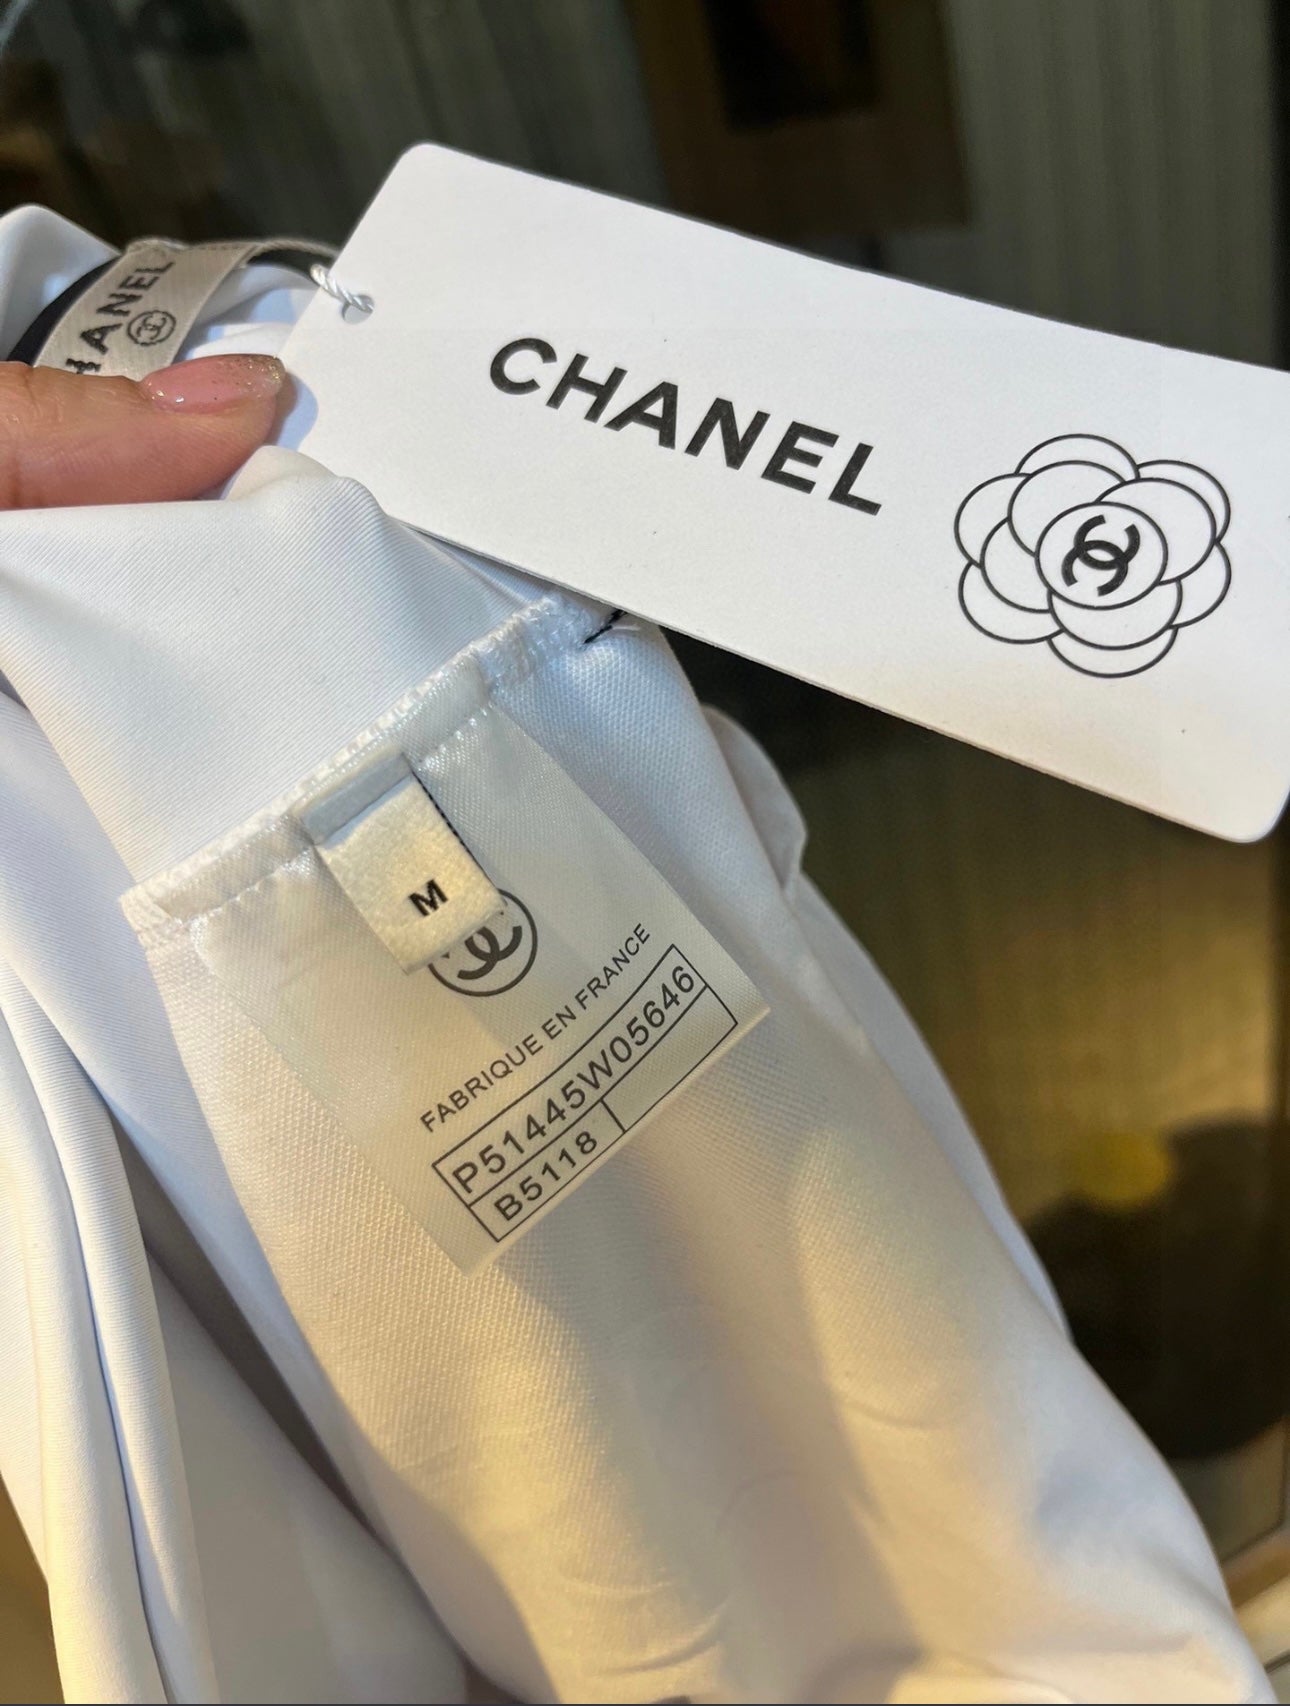 CHANEL
CHANEL
M
FABRIQUE EN FRANCE
P51445W05646
B5118